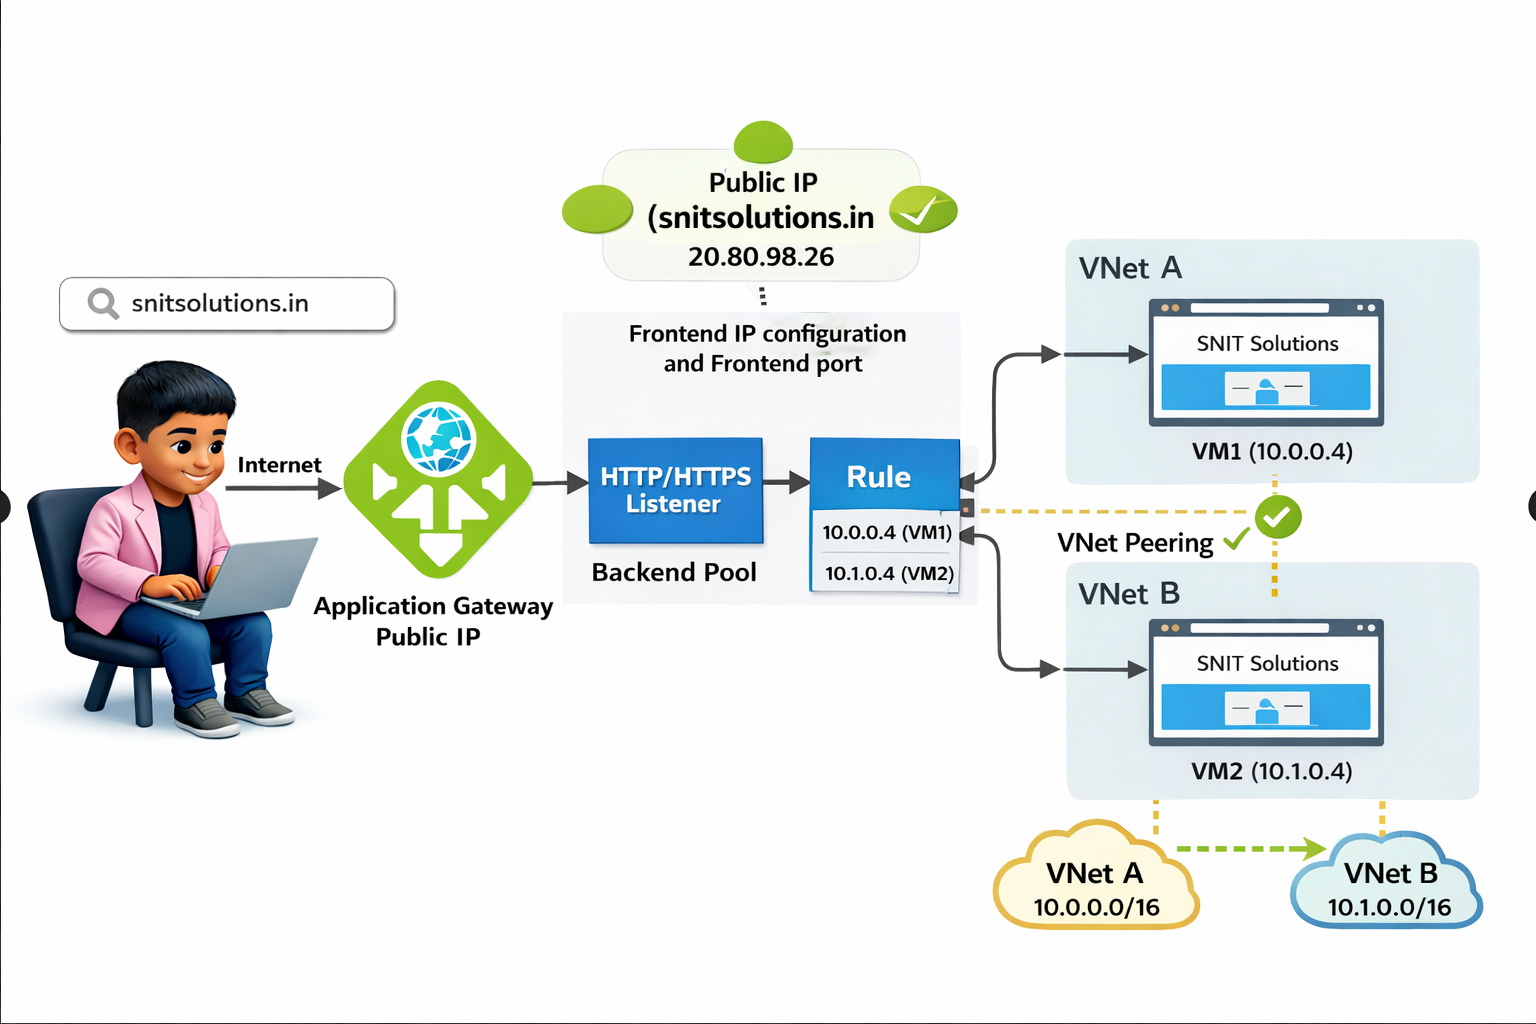 Public IP
(snitsolutions.in
20.80.98.26
snitsolutions.in
Frontend IP configuration
and Frontend port
Internet
Application Gateway
Public IP
HTTP/HTTPS
Listener
Backend Pool
Rule
10.0.0.4 (VM1)
10.1.0.4 (VM2)
VNet A
SNIT Solutions
VM1 (10.0.0.4)
VNet Peering
VNet B
SNIT Solutions
VM2 (10.1.0.4)
VNet A
10.0.0.0/16
VNet B
10.1.0.0/16